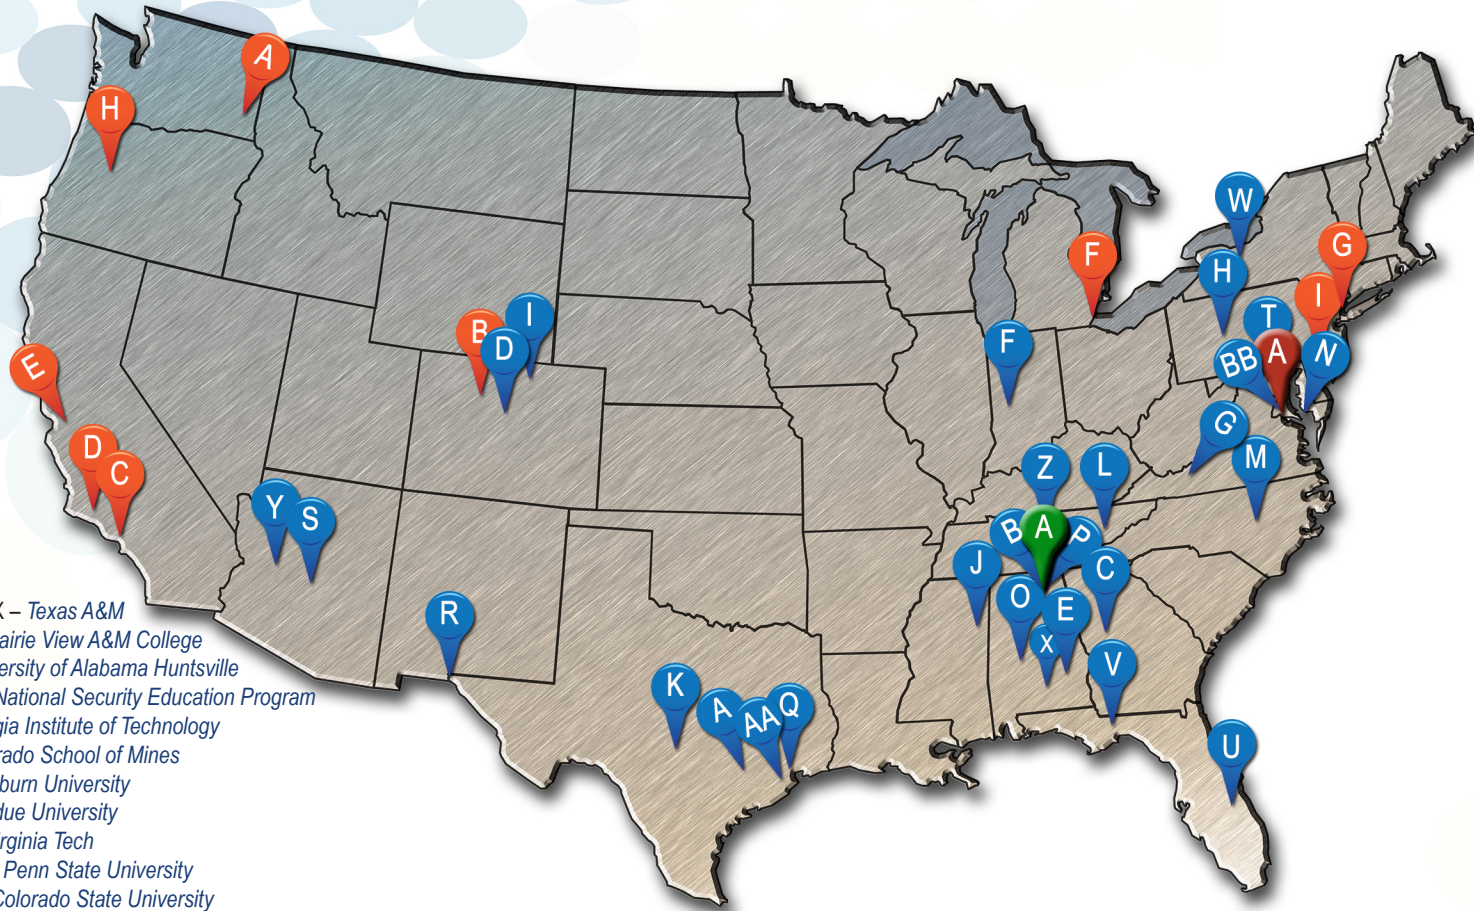 A
H
W
G
F
H
I
I
T
B
D
F
A
BB
N
E
G
D
C
Z
L
M
Y
S
B
A
P
J
C
O
E
R
X
V
K
A
AA
Q
U
X – Texas A&M
airie View A&M College
ersity of Alabama Huntsville
National Security Education Program
gia Institute of Technology
rado School of Mines
burn University
due University
rginia Tech
Penn State University
Colorado State University